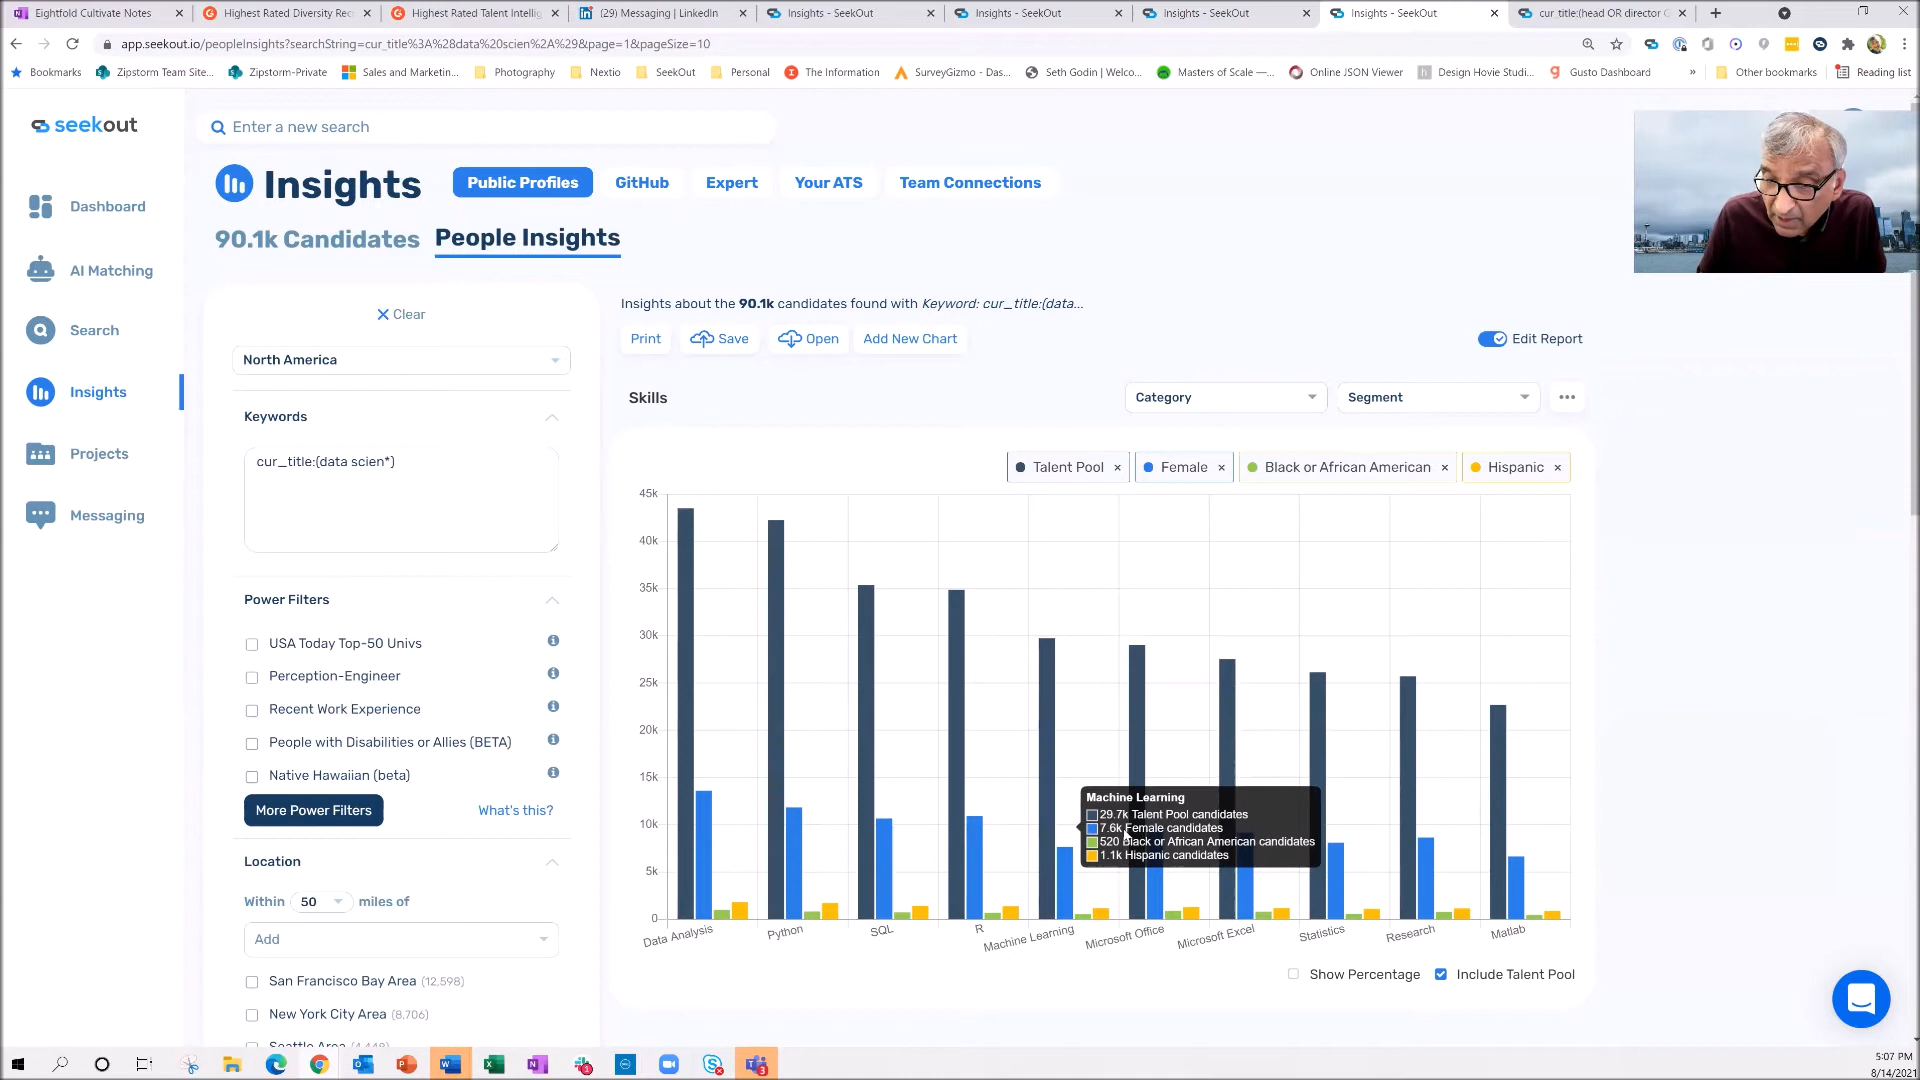 Eightfold Cultivate Notes
Highest Rated Diversity Rec
Highest Rated Talent Intellig
(29) Messaging | LinkedIn
Insights - SeekOut
Insights - SeekOut
Insights - SeekOut
Insights - SeekOut
cur_title:(head OR director O
app.seekout.io/peopleInsights?searchString=cur_title%3A%28data%20scien%2A%29&page=1&pageSize=10
Bookmarks
Zipstorm Team Site...
Zipstorm-Private
Sales and Marketin...
Photography
Nextio
SeekOut
Personal
The Information
SurveyGizmo - Das...
Seth Godin | Welco...
Masters of Scale —...
Online JSON Viewer
Design Hovie Studi...
Gusto Dashboard
»
Other bookmarks
Reading list
seekout
Enter a new search
Insights
Public Profiles
GitHub
Expert
Your ATS
Team Connections
90.1k Candidates
People Insights
Dashboard
AI Matching
Search
Insights
Projects
Messaging
Clear
North America
Keywords
cur_title:(data scien*)
Power Filters
USA Today Top-50 Univs
Perception-Engineer
Recent Work Experience
People with Disabilities or Allies (BETA)
Native Hawaiian (beta)
More Power Filters
What's this?
Location
Within 50 miles of
Add
San Francisco Bay Area (12,598)
New York City Area (8,706)
Seattle Area (4,448)
Insights about the 90.1k candidates found with Keyword: cur_title:(data...
Print
Save
Open
Add New Chart
Edit Report
Skills
Category
Segment
Talent Pool ×
Female ×
Black or African American ×
Hispanic ×
45k
40k
35k
30k
25k
20k
15k
10k
5k
0
Machine Learning
29.7k Talent Pool candidates
7.6k Female candidates
520 Black or African American candidates
1.1k Hispanic candidates
Data Analysis
Python
SQL
R
Machine Learning
Microsoft Office
Microsoft Excel
Statistics
Research
Matlab
Show Percentage
Include Talent Pool
5:07 PM
8/14/2021